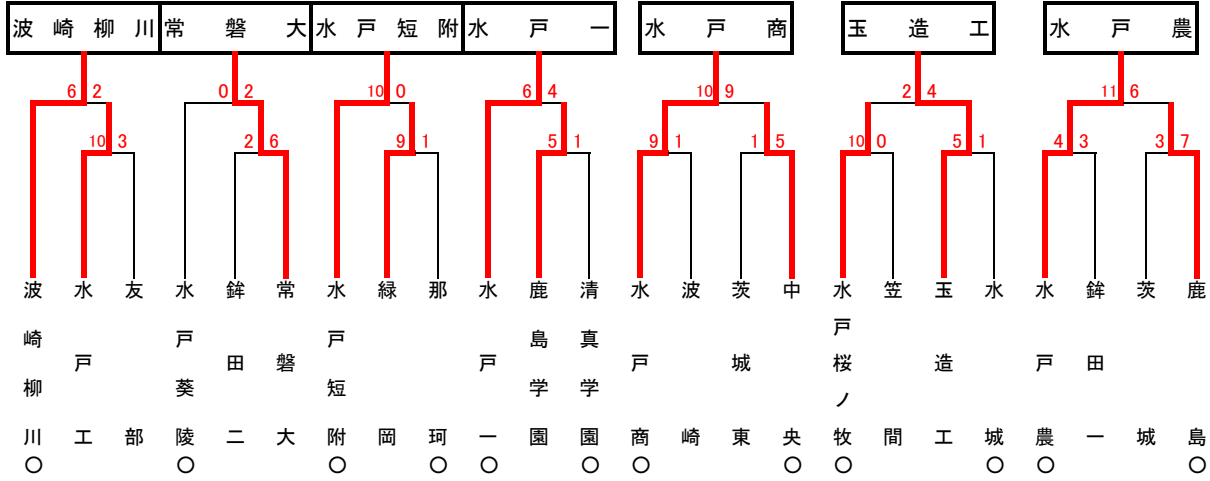 波崎柳川 常磐大 水戸短附 水戸一 水戸商 玉造工 水戸農
6 2 0 2 10 0 6 4 10 9 2 4 11 6
10 3 2 6 9 1 5 1 9 1 1 5 10 0 5 1 4 3 3 7
波崎柳川
水戸工
友部
水戸葵陵
鉾田二
常磐大
水戸短附
緑岡
那珂
水戸一
鹿島学園
清真学園
水戸商
波崎
茨城東
中央
水戸桜ノ牧
笠間
玉造工
水城
水戸農
鉾田一
茨城
鹿島
○ ○ ○ ○ ○ ○ ○ ○ ○ ○ ○ ○